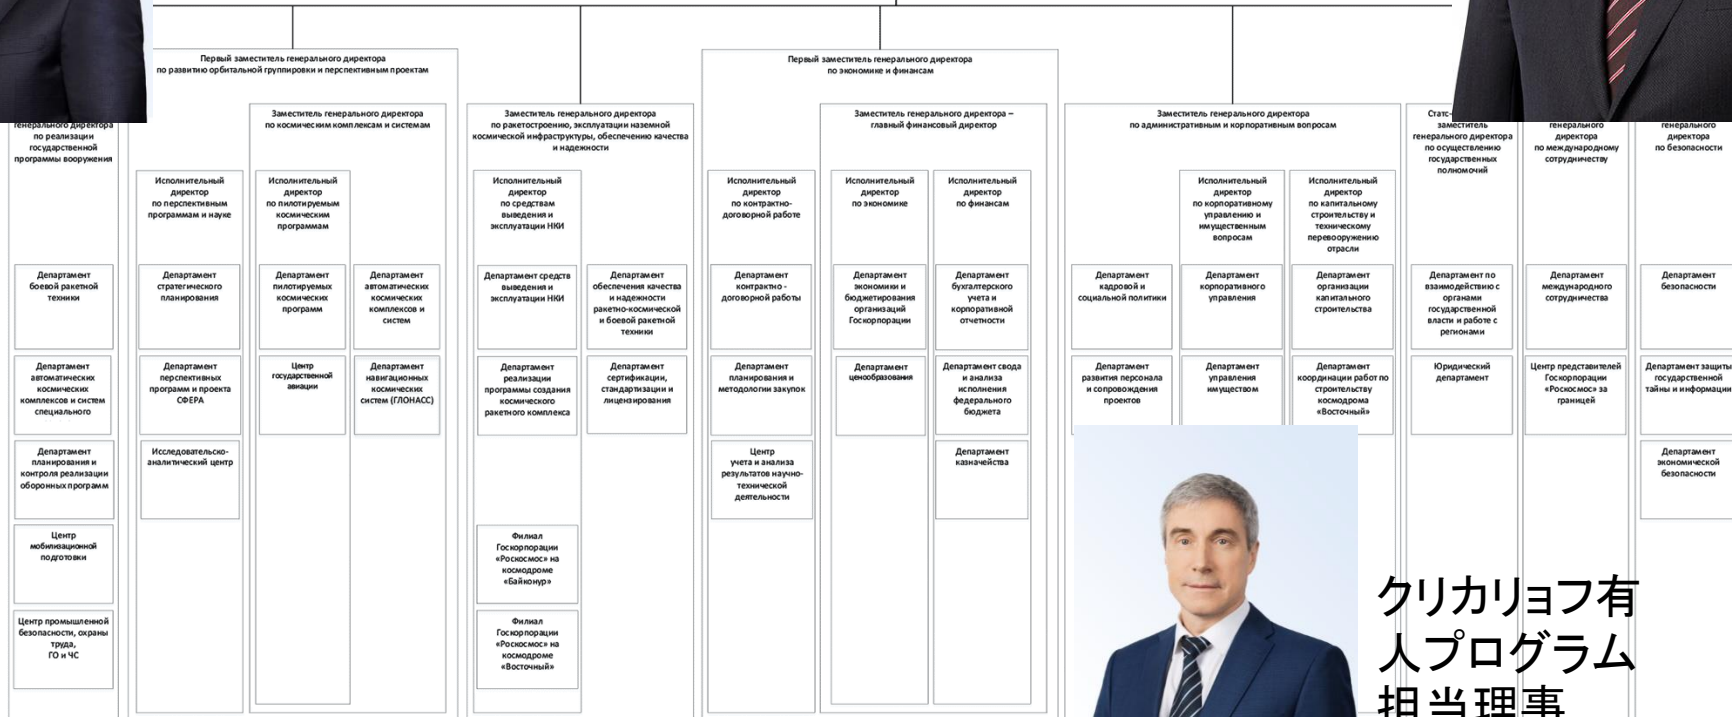 Первый заместитель генерального директора
по развитию орбитальной группировки и перспективным проектам
Первый заместитель генерального директора
по экономике и финансам
генерального директора
по реализации
государственной
программы вооружения
Заместитель генерального директора
по космическим комплексам и системам
Заместитель генерального директора
по ракетостроению, эксплуатации наземной
космической инфраструктуры, обеспечению качества
и надежности
Заместитель генерального директора –
главный финансовый директор
Заместитель генерального директора
по административным и корпоративным вопросам
Статс-
заместитель
генерального директора
по осуществлению
государственных
полномочий
генерального
директора
по международному
сотрудничеству
генерального
директора
по безопасности
Исполнительный
директор
по перспективным
программам и науке
Исполнительный
директор
по пилотируемым
космическим
программам
Исполнительный
директор
по средствам
выведения и
эксплуатации НКИ
Исполнительный
директор
по контрактно-
договорной работе
Исполнительный
директор
по экономике
Исполнительный
директор
по финансам
Исполнительный
директор
по корпоративному
управлению и
имущественным
вопросам
Исполнительный
директор
по капитальному
строительству и
техническому
перевооружению
отрасли
Департамент
боевой ракетной
техники
Департамент
стратегического
планирования
Департамент
пилотируемых
космических
программ
Департамент
автоматических
космических
комплексов и
систем
Департамент средств
выведения и
эксплуатации НКИ
Департамент
обеспечения качества
и надежности
ракетно-космической
и боевой ракетной
техники
Департамент
контрактно -
договорной работы
Департамент
экономики и
бюджетирования
организаций
Госкорпорации
Департамент
бухгалтерского
учета и
корпоративной
отчетности
Департамент
кадровой и
социальной политики
Департамент
корпоративного
управления
Департамент
организации
капитального
строительства
Департамент по
взаимодействию с
органами
государственной
власти и работе с
регионами
Департамент
международного
сотрудничества
Департамент
безопасности
Департамент
автоматических
космических
комплексов и систем
специального
Департамент
перспективных
программ и проекта
СФЕРА
Центр
государственной
авиации
Департамент
навигационных
космических
систем (ГЛОНАСС)
Департамент
реализации
программы создания
космического
ракетного комплекса
Департамент
сертификации,
стандартизации и
лицензирования
Департамент
планирования и
методологии закупок
Департамент
ценообразования
Департамент свода
и анализа
исполнения
федерального
бюджета
Департамент
развития персонала
и сопровождения
проектов
Департамент
управления
имуществом
Департамент
координации работ по
строительству
космодрома
«Восточный»
Юридический
департамент
Центр представителей
Госкорпорации
«Роскосмос» за
границей
Департамент защиты
государственной
тайны и информации
Департамент
планирования и
контроля реализации
оборонных программ
Исследовательско-
аналитический центр
Центр
учета и анализа
результатов научно-
технической
деятельности
Департамент
казначейства
Департамент
экономической
безопасности
Центр
мобилизационной
подготовки
Филиал
Госкорпорации
«Роскосмос» на
космодроме
«Байконур»
Центр промышленной
безопасности, охраны
труда,
ГО и ЧС
Филиал
Госкорпорации
«Роскосмос» на
космодроме
«Восточный»
クリカリョフ有
人プログラム
担当理事